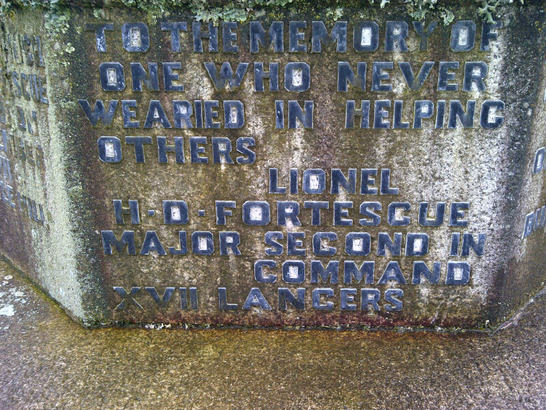 TO THE MEMORY OF
ONE WHO NEVER
WEARIED IN HELPING
OTHERS
LIONEL
H·D·FORTESCUE
MAJOR SECOND IN
COMMAND
XVII LANCERS